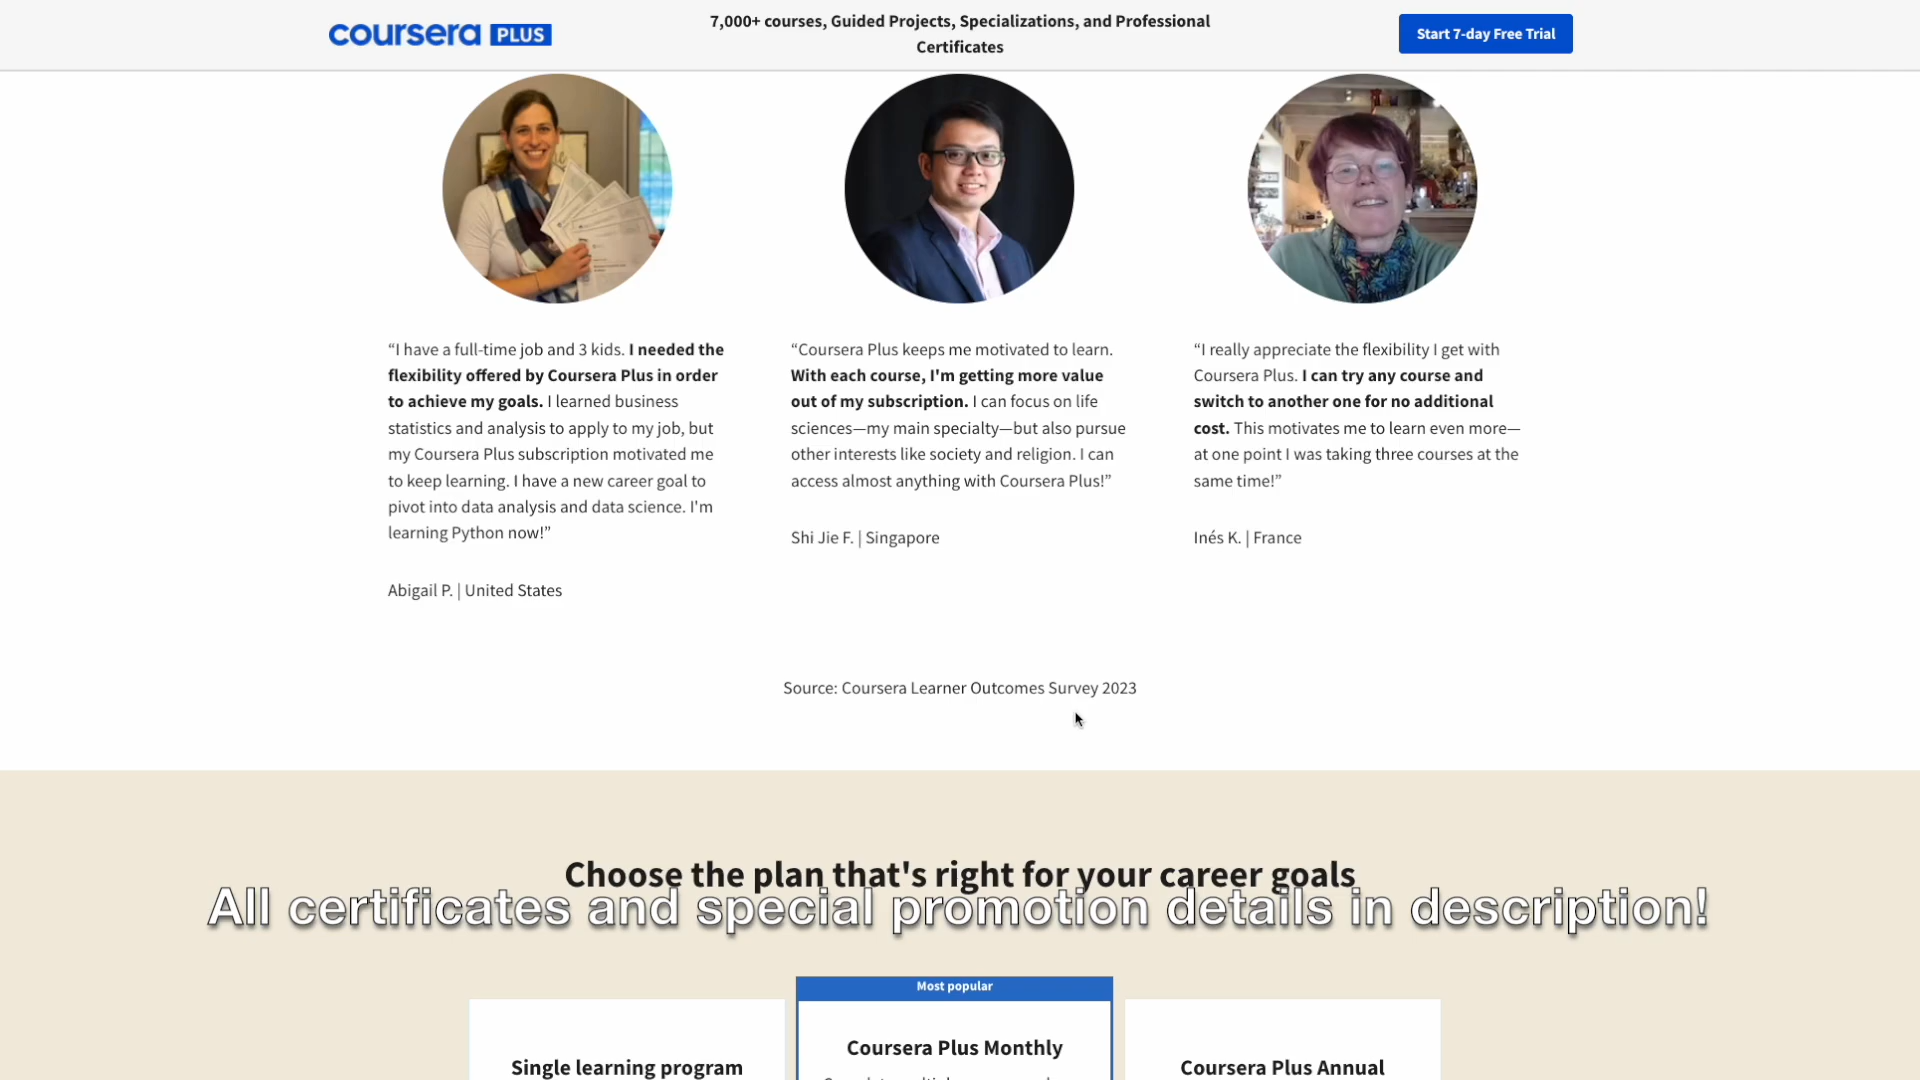 coursera PLUS
7,000+ courses, Guided Projects, Specializations, and Professional
Certificates
Start 7-day Free Trial
“I have a full-time job and 3 kids. I needed the
flexibility offered by Coursera Plus in order
to achieve my goals. I learned business
statistics and analysis to apply to my job, but
my Coursera Plus subscription motivated me
to keep learning. I have a new career goal to
pivot into data analysis and data science. I'm
learning Python now!”
Abigail P. | United States
“Coursera Plus keeps me motivated to learn.
With each course, I'm getting more value
out of my subscription. I can focus on life
sciences—my main specialty—but also pursue
other interests like society and religion. I can
access almost anything with Coursera Plus!”
Shi Jie F. | Singapore
“I really appreciate the flexibility I get with
Coursera Plus. I can try any course and
switch to another one for no additional
cost. This motivates me to learn even more—
at one point I was taking three courses at the
same time!”
Inés K. | France
Source: Coursera Learner Outcomes Survey 2023
Choose the plan that's right for your career goals
All certificates and special promotion details in description!
Single learning program
Most popular
Coursera Plus Monthly
Coursera Plus Annual